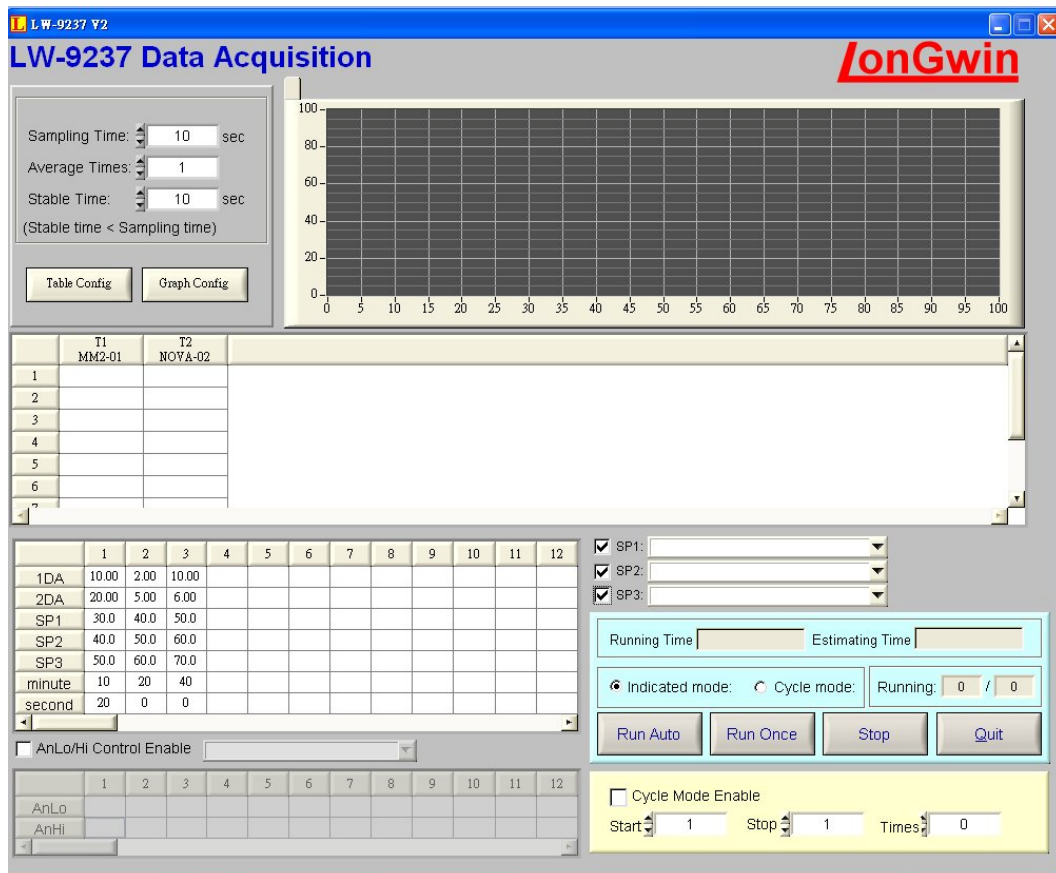 LW-9237 V2
LW-9237 Data Acquisition
LonGwin
Sampling Time: 10 sec
Average Times: 1
Stable Time: 10 sec
(Stable time < Sampling time)
Table Config Graph Config
100
80
60
40
20
0
0 5 10 15 20 25 30 35 40 45 50 55 60 65 70 75 80 85 90 95 100
T1 T2
MM2-01 NOVA-02
1
2
3
4
5
6
7
1 2 3 4 5 6 7 8 9 10 11 12
1DA 10.00 2.00 10.00
2DA 20.00 5.00 6.00
SP1 30.0 40.0 50.0
SP2 40.0 50.0 60.0
SP3 50.0 60.0 70.0
minute 10 20 40
second 20 0 0
SP1:
SP2:
SP3:
Running Time Estimating Time
Indicated mode: Cycle mode: Running: 0 / 0
Run Auto Run Once Stop Quit
AnLo/Hi Control Enable
1 2 3 4 5 6 7 8 9 10 11 12
AnLo
AnHi
Cycle Mode Enable
Start 1 Stop 1 Times: 0